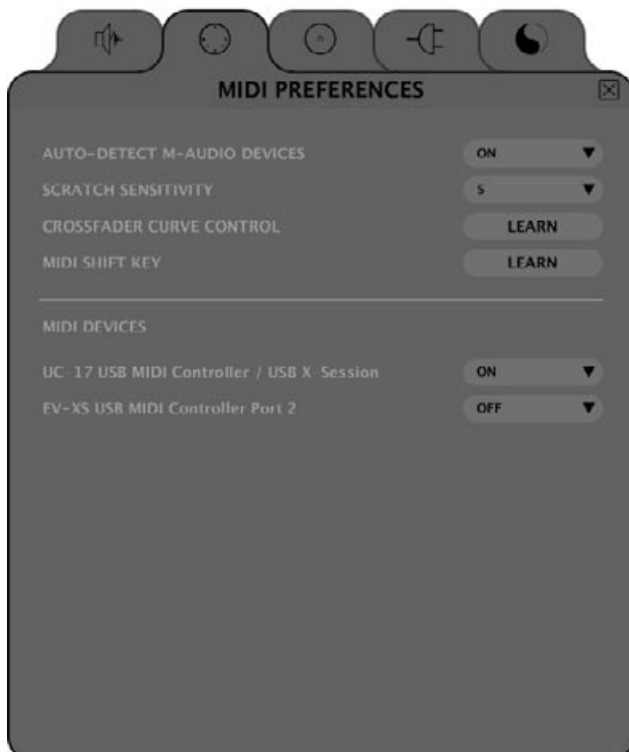 MIDI PREFERENCES
AUTO-DETECT M-AUDIO DEVICES ON
SCRATCH SENSITIVITY 5
CROSSFADER CURVE CONTROL LEARN
MIDI SHIFT KEY LEARN
MIDI DEVICES
UC-17 USB MIDI Controller / USB X-Session ON
EV-XS USB MIDI Controller Port 2 OFF